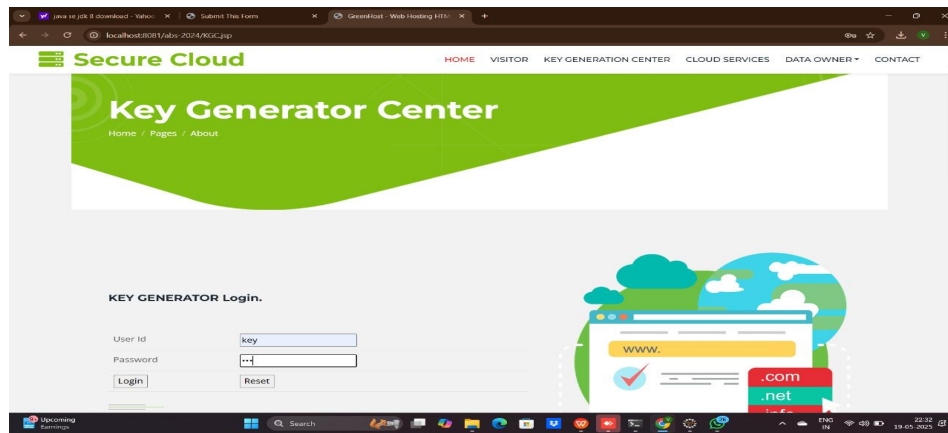 java se jdk 8 download - Yahoo
Submit This Form
GreenHost - Web Hosting HTM
localhost:8081/abs-2024/KGC.jsp
Secure Cloud
HOME VISITOR KEY GENERATION CENTER CLOUD SERVICES DATA OWNER CONTACT
Key Generator Center
Home / Pages / About
KEY GENERATOR Login.
User Id key
Password
Login Reset
www.
.com
.net
Upcoming
Earnings
Search
ENG
IN
22:32
19-05-2025